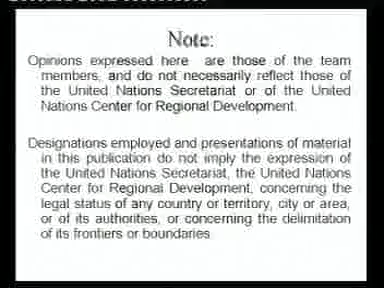 Note:
Opinions expressed here are those of the team
members, and do not necessarily reflect those of
the United Nations Secretariat or of the United
Nations Center for Regional Development.
Designations employed and presentations of material
in this publication do not imply the expression of
the United Nations Secretariat, the United Nations
Center for Regional Development, concerning the
legal status of any country or territory, city or area,
or of its authorities, or concerning the delimitation
of its frontiers or boundaries